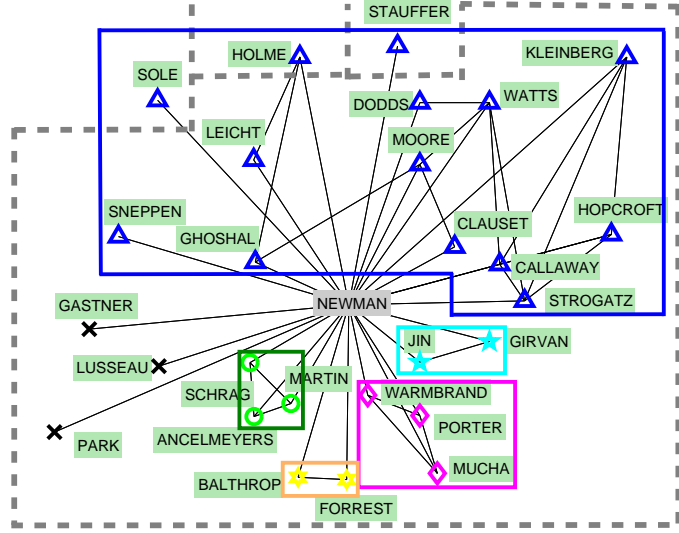 STAUFFER
HOLME
KLEINBERG
SOLE
DODDS
WATTS
LEICHT
MOORE
SNEPPEN
HOPCROFT
CLAUSET
GHOSHAL
CALLAWAY
NEWMAN
STROGATZ
GASTNER
JIN
GIRVAN
LUSSEAU
MARTIN
SCHRAG
WARMBRAND
PORTER
PARK
ANCELMEYERS
MUCHA
BALTHROP
FORREST